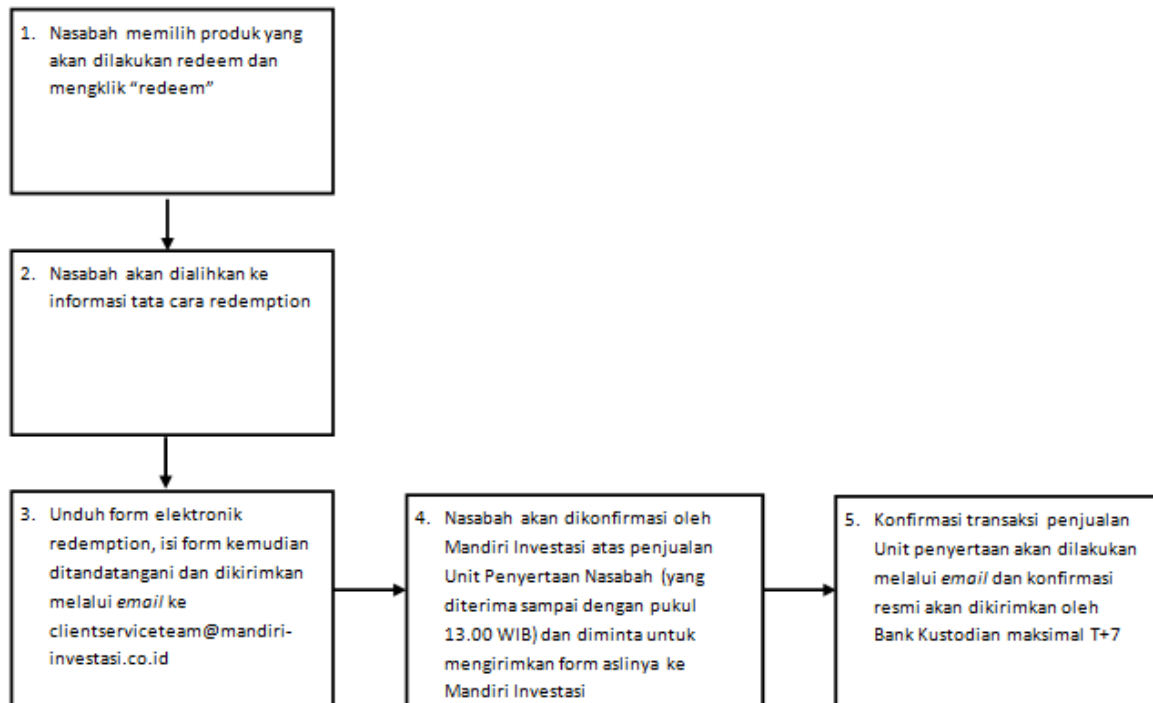 1. Nasabah memilih produk yang
akan dilakukan redeem dan
mengklik “redeem”
2. Nasabah akan dialihkan ke
informasi tata cara redemption
3. Unduh form elektronik
redemption, isi form kemudian
ditandatangani dan dikirimkan
melalui email ke
clientserviceteam@mandiri-
investasi.co.id
4. Nasabah akan dikonfirmasi oleh
Mandiri Investasi atas penjualan
Unit Penyertaan Nasabah (yang
diterima sampai dengan pukul
13.00 WIB) dan diminta untuk
mengirimkan form aslinya ke
Mandiri Investasi
5. Konfirmasi transaksi penjualan
Unit penyertaan akan dilakukan
melalui email dan konfirmasi
resmi akan dikirimkan oleh
Bank Kustodian maksimal T+7